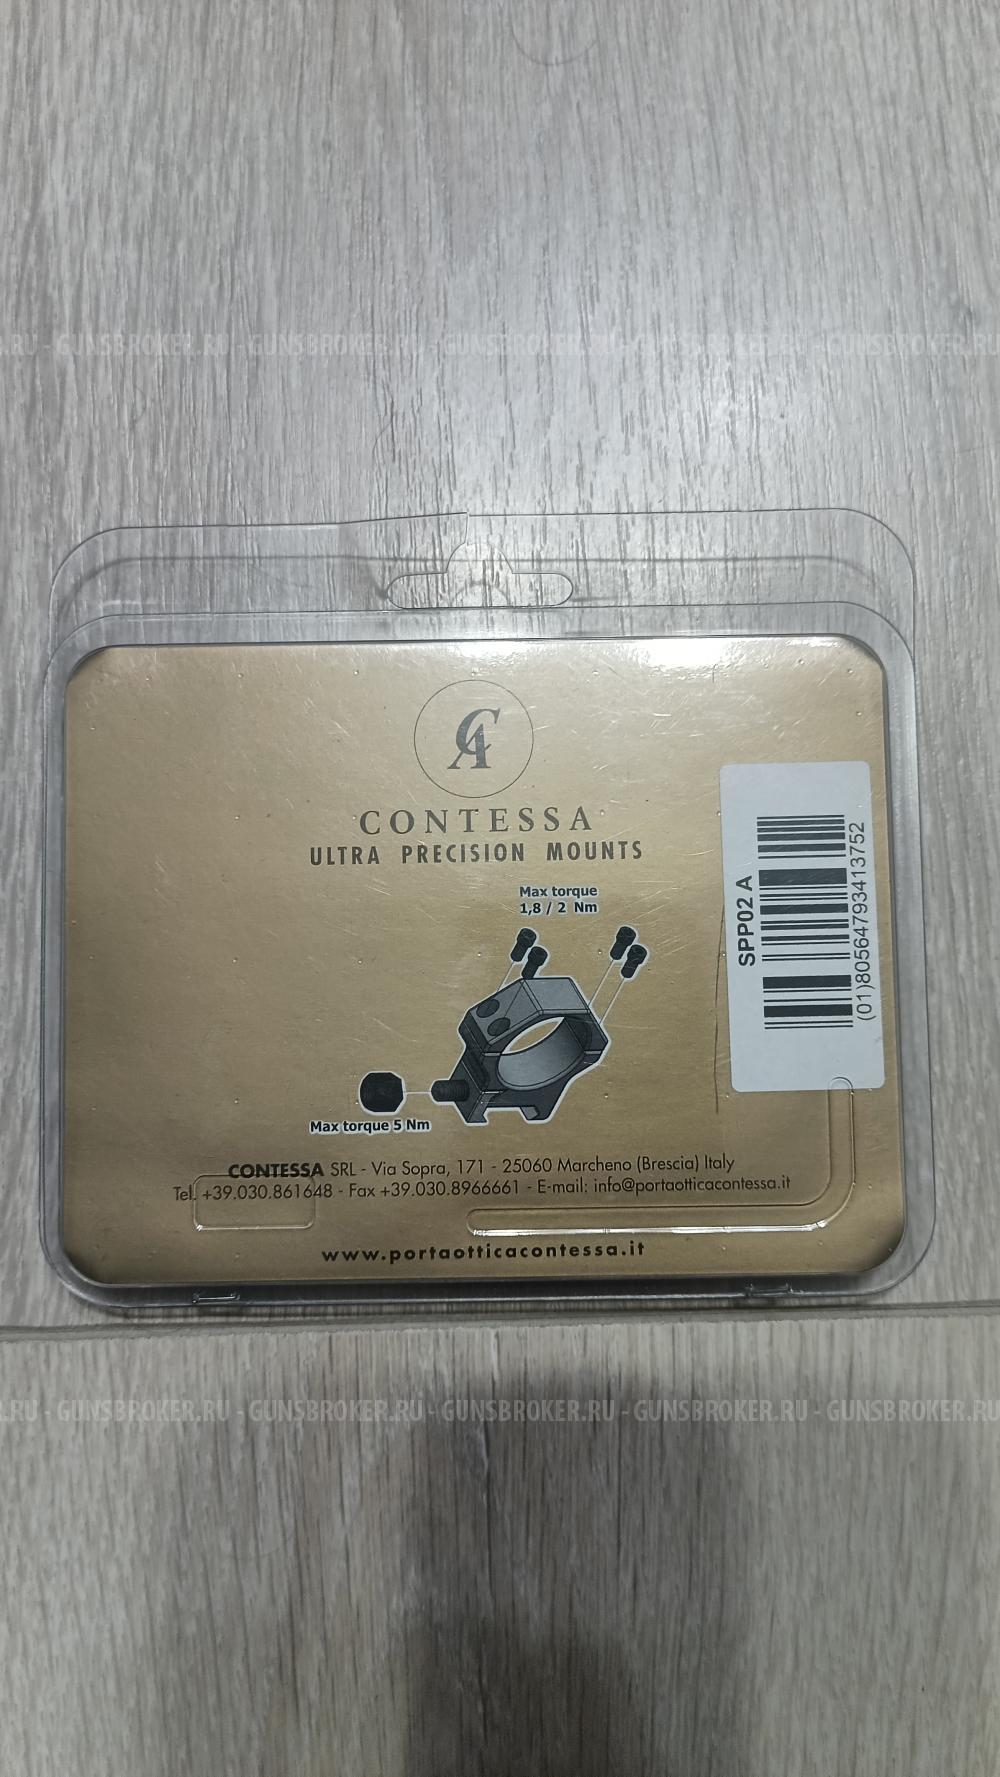 .RU - GUNSBROKER.RU - GUNSBROKER.RU - GUNSBROKER.RU - GUNSBROKER.RU - GUNSBROKER.RU
CA
CONTESSA
ULTRA PRECISION MOUNTS
Max torque
1,8 / 2 Nm
Max torque 5 Nm
SPP02 A
(01)8056479341375​2
CONTESSA SRL - Via Sopra, 171 - 25060 Marcheno (Brescia) Italy
Tel. +39.030.861648 - Fax +39.030.8966661 - E-mail: info@portaotticacontessa.it
www.portaotticacontessa.it
.RU - GUNSBROKER.RU - GUNSBROKER.RU - GUNSBROKER.RU - GUNSBROKER.RU - GUNSBROKER.RU